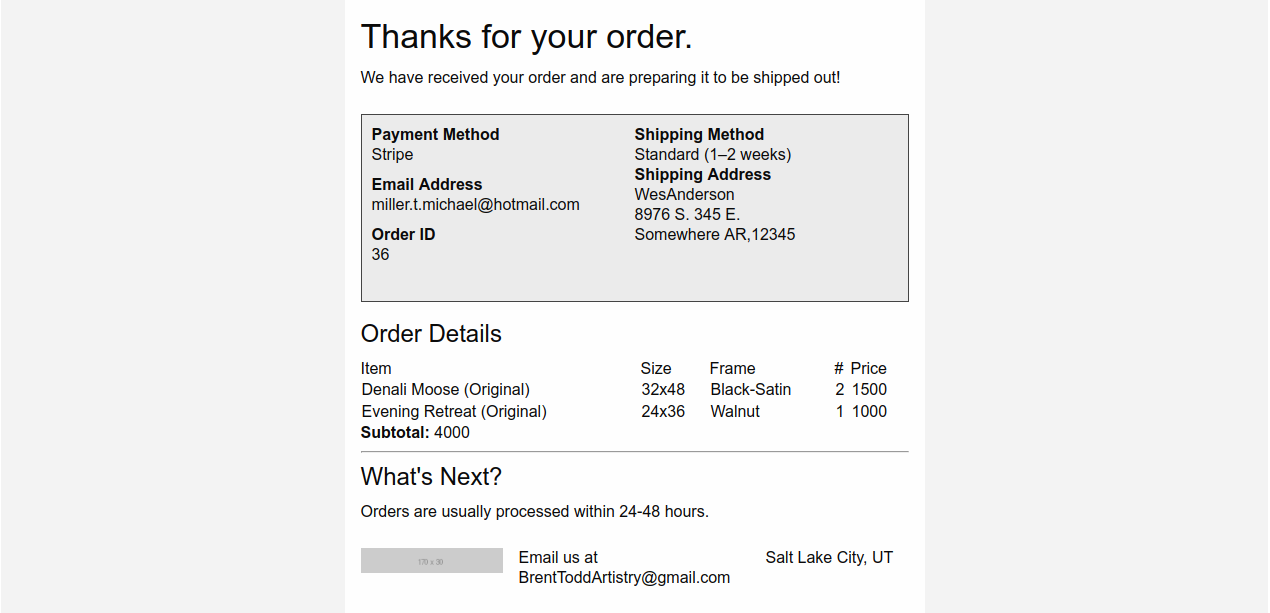 Thanks for your order.
We have received your order and are preparing it to be shipped out!
Payment Method
Stripe
Email Address
miller.t.michael@hotmail.com
Order ID
36
Shipping Method
Standard (1–2 weeks)
Shipping Address
WesAnderson
8976 S. 345 E.
Somewhere AR,12345
Order Details
Item Size Frame # Price
Denali Moose (Original) 32x48 Black-Satin 2 1500
Evening Retreat (Original) 24x36 Walnut 1 1000
Subtotal: 4000
What's Next?
Orders are usually processed within 24-48 hours.
170 x 30
Email us at
BrentToddArtistry@gmail.com
Salt Lake City, UT